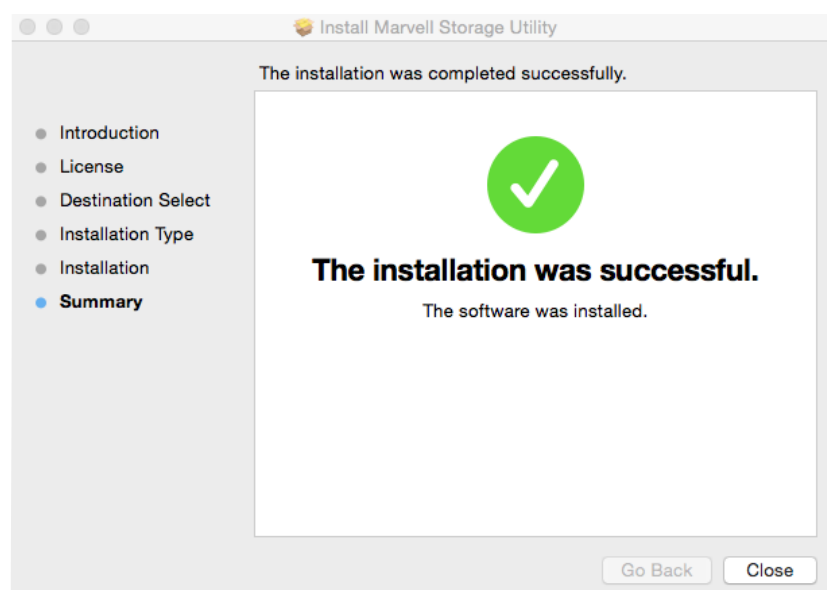 Install Marvell Storage Utility
The installation was completed successfully.
Introduction
License
Destination Select
Installation Type
Installation
Summary
The installation was successful.
The software was installed.
Go Back
Close